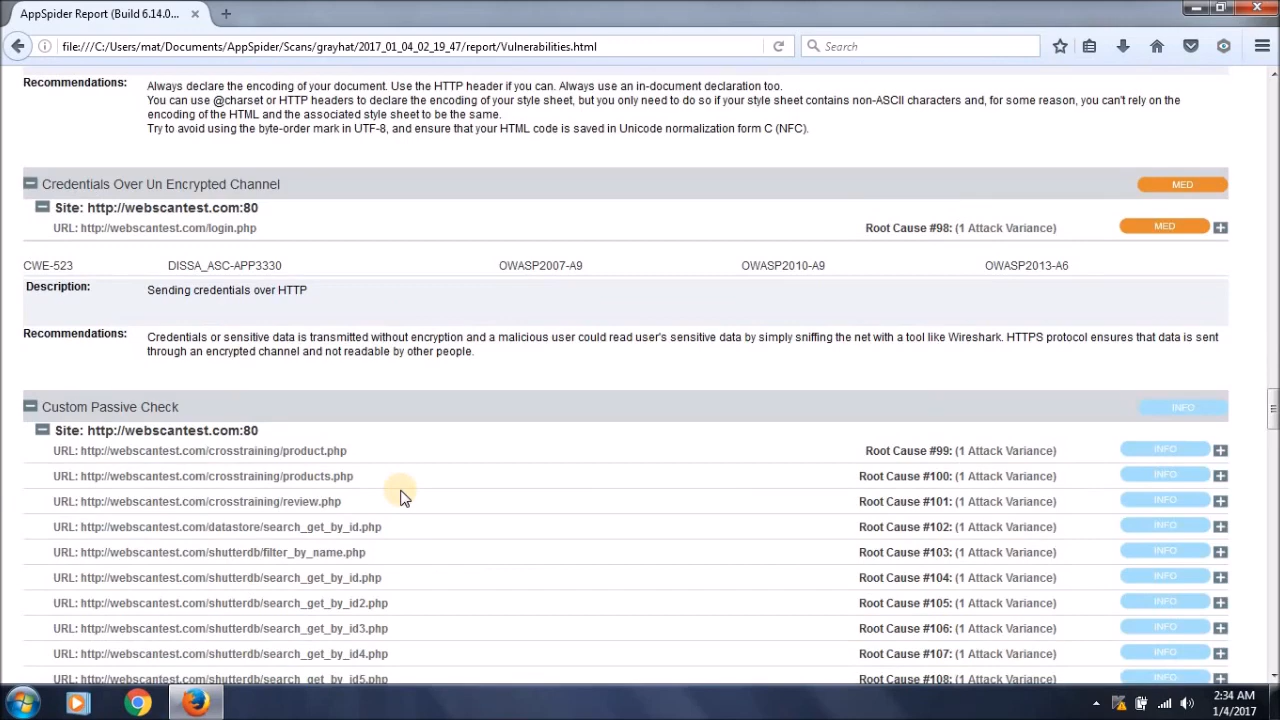 AppSpider Report (Build 6.14.0...
file:///C:/Users/mat/Documents/AppSpider/Scans/grayhat/2017_01_04_02_19_47/report/Vulnerabilities.html
Search
Recommendations:
Always declare the encoding of your document. Use the HTTP header if you can. Always use an in-document declaration too.
You can use @charset or HTTP headers to declare the encoding of your style sheet, but you only need to do so if your style sheet contains non-ASCII characters and, for some reason, you can't rely on the
encoding of the HTML and the associated style sheet to be the same.
Try to avoid using the byte-order mark in UTF-8, and ensure that your HTML code is saved in Unicode normalization form C (NFC).
Credentials Over Un Encrypted Channel MED
Site: http://webscantest.com:80
URL: http://webscantest.com/login.php Root Cause #98: (1 Attack Variance) MED
CWE-523 DISSA_ASC-APP3330 OWASP2007-A9 OWASP2010-A9 OWASP2013-A6
Description: Sending credentials over HTTP
Recommendations: Credentials or sensitive data is transmitted without encryption and a malicious user could read user's sensitive data by simply sniffing the net with a tool like Wireshark. HTTPS protocol ensures that data is sent
through an encrypted channel and not readable by other people.
Custom Passive Check INFO
Site: http://webscantest.com:80
URL: http://webscantest.com/crosstraining/product.php Root Cause #99: (1 Attack Variance) INFO
URL: http://webscantest.com/crosstraining/products.php Root Cause #100: (1 Attack Variance) INFO
URL: http://webscantest.com/crosstraining/review.php Root Cause #101: (1 Attack Variance) INFO
URL: http://webscantest.com/datastore/search_get_by_id.php Root Cause #102: (1 Attack Variance) INFO
URL: http://webscantest.com/shutterdb/filter_by_name.php Root Cause #103: (1 Attack Variance) INFO
URL: http://webscantest.com/shutterdb/search_get_by_id.php Root Cause #104: (1 Attack Variance) INFO
URL: http://webscantest.com/shutterdb/search_get_by_id2.php Root Cause #105: (1 Attack Variance) INFO
URL: http://webscantest.com/shutterdb/search_get_by_id3.php Root Cause #106: (1 Attack Variance) INFO
URL: http://webscantest.com/shutterdb/search_get_by_id4.php Root Cause #107: (1 Attack Variance) INFO
URL: http://webscantest.com/shutterdb/search_get_by_id5.php Root Cause #108: (1 Attack Variance) INFO
2:34 AM
1/4/2017